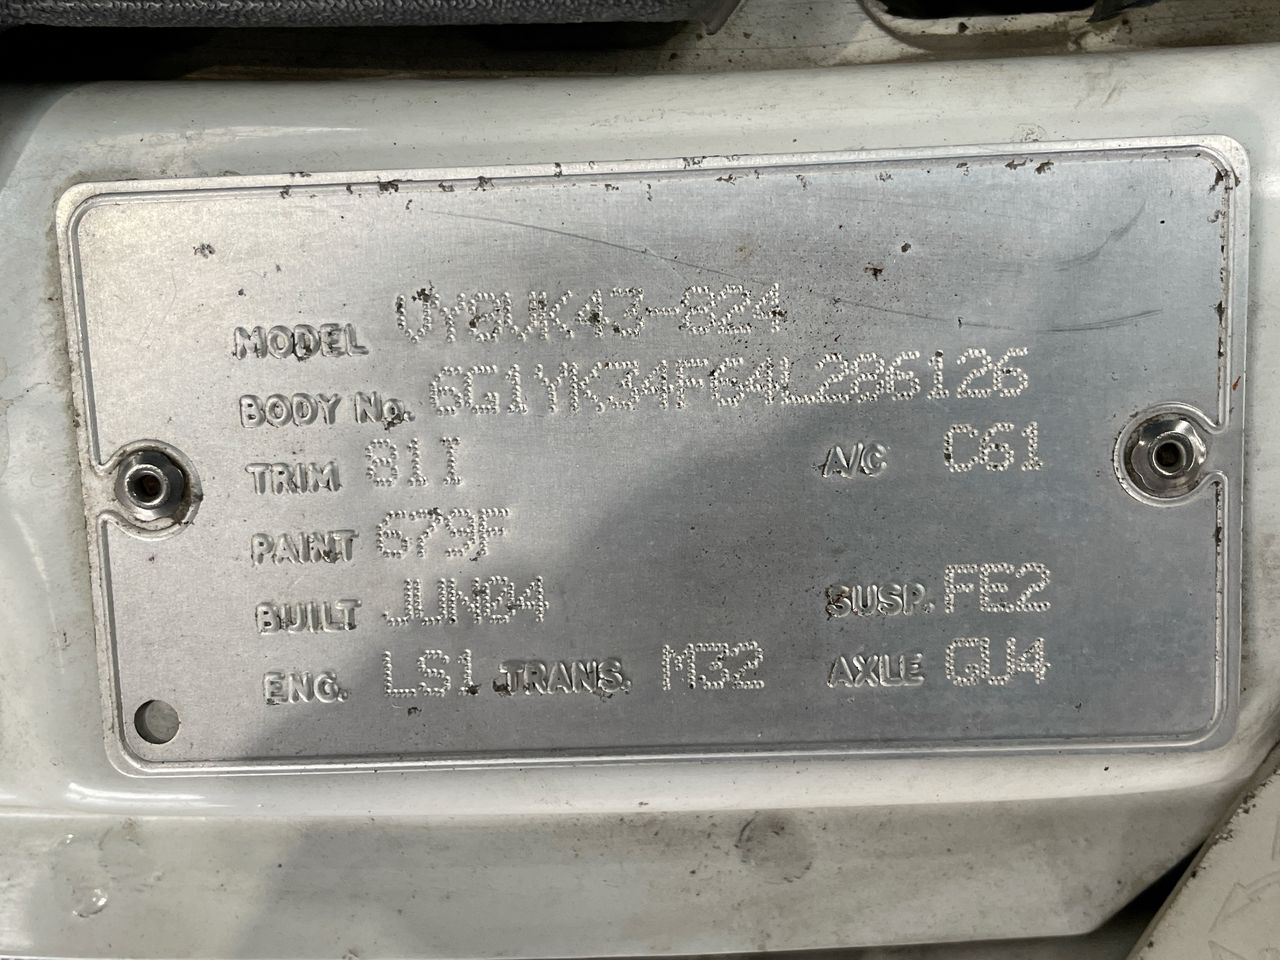 MODEL VY8VK43-824
BODY No. 6G1YK34F64L286126
TRIM 81I A/C C61
PAINT 679F
BUILT JUN04 SUSP. FE2
ENG. LS1 TRANS. M32 AXLE GU4